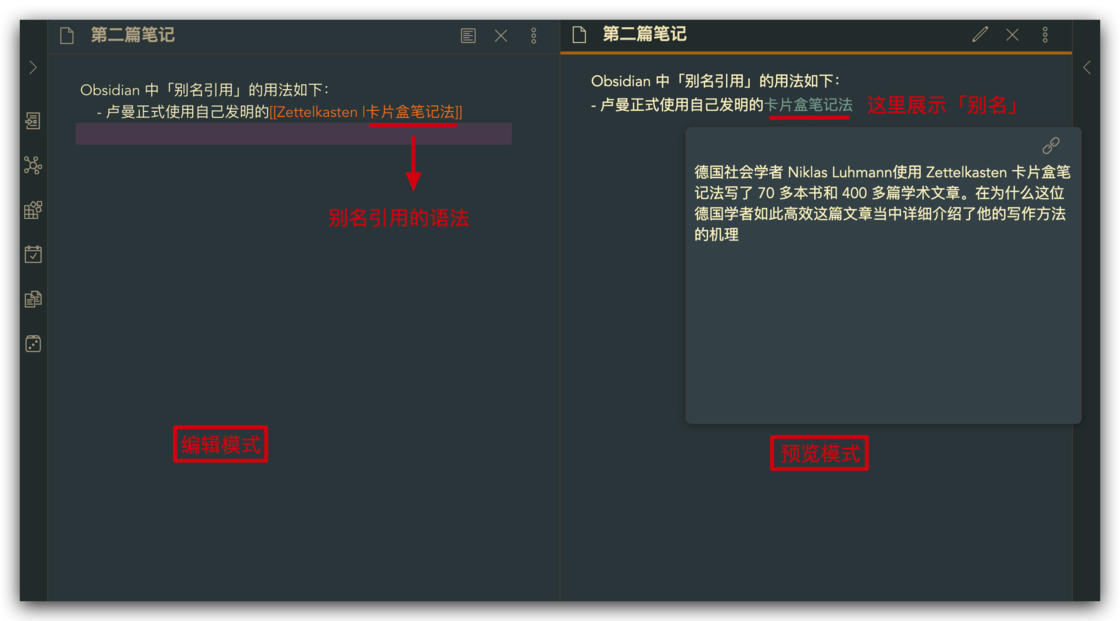 第二篇笔记
Obsidian 中「别名引用」的用法如下：
- 卢曼正式使用自己发明的[[Zettelkasten |卡片盒笔记法]]
别名引用的语法
编辑模式
第二篇笔记
Obsidian 中「别名引用」的用法如下：
- 卢曼正式使用自己发明的卡片盒笔记法 这里展示「别名」
德国社会学者 Niklas Luhmann使用 Zettelkasten 卡片盒笔
记法写了 70 多本书和 400 多篇学术文章。在为什么这位
德国学者如此高效这篇文章当中详细介绍了他的写作方法
的机理
预览模式